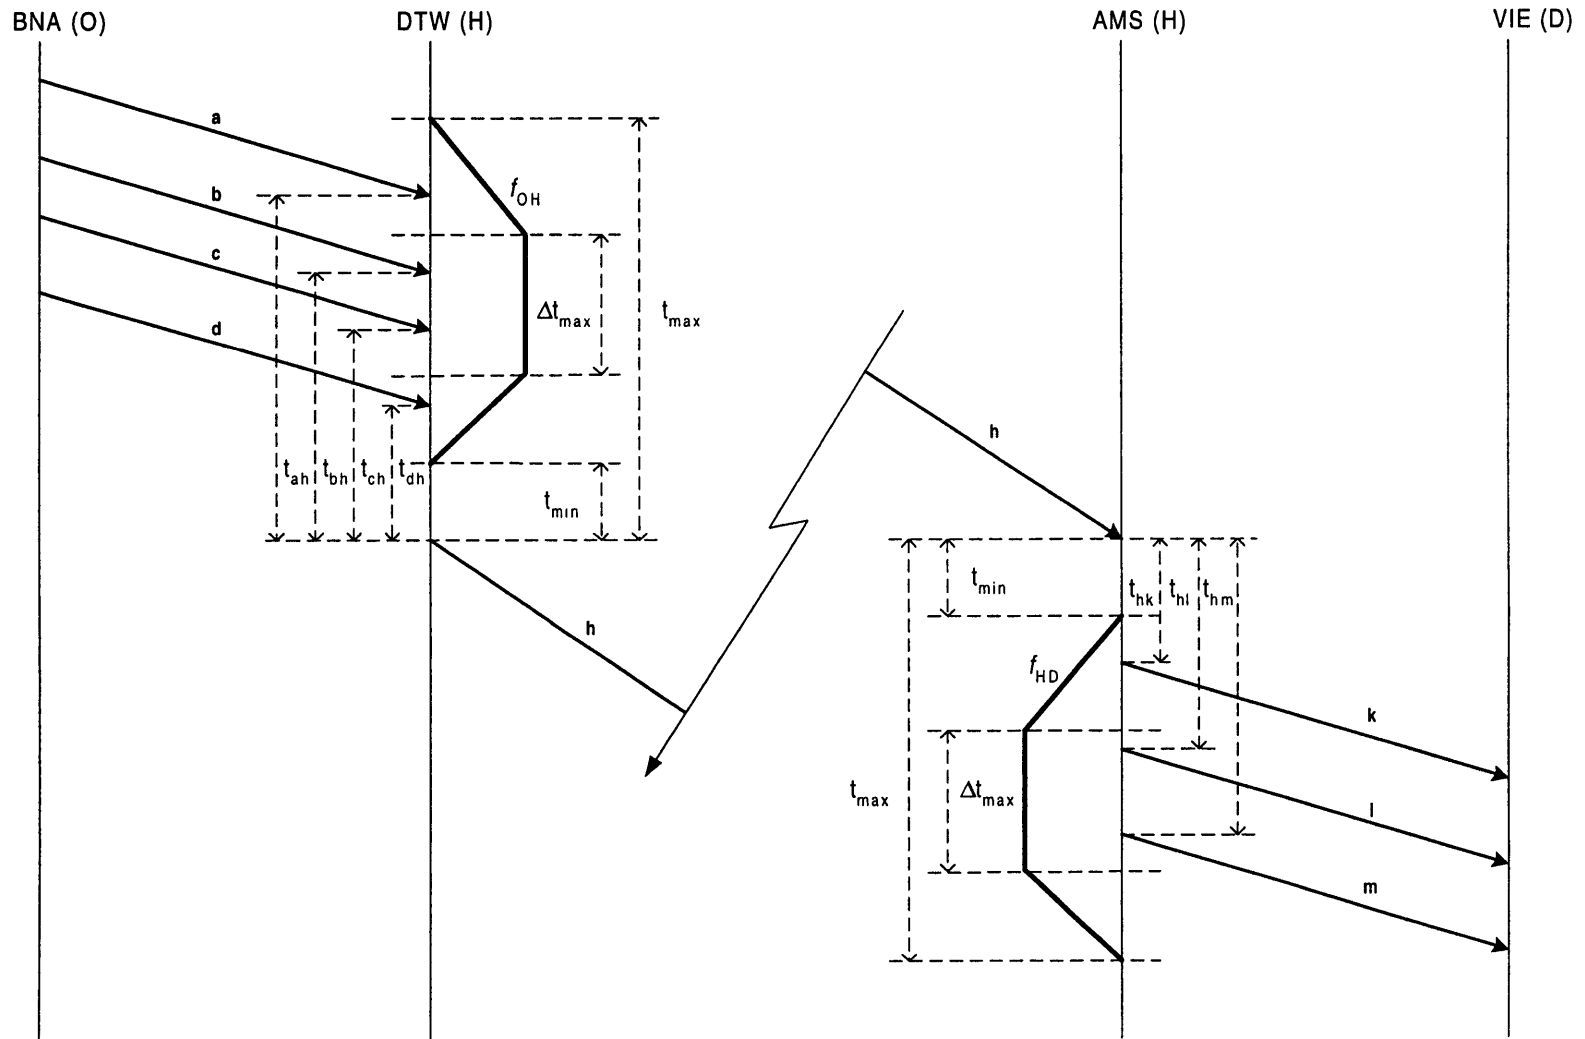 BNA (O) DTW (H) AMS (H) VIE (D)
a
b
c
d
f_OH
Δt_max
t_max
t_ah t_bh t_ch t_dh
t_min
h
h
t_min
t_hk t_hl t_hm
f_HD
k
t_max
Δt_max
l
m